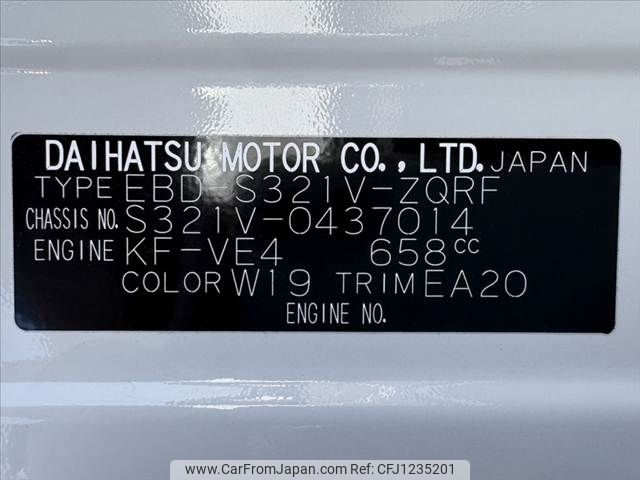 DAIHATSU MOTOR CO., LTD. JAPAN
TYPE EBD-S321V-ZQRF
CHASSIS NO. S321V-0437014
ENGINE KF-VE4 658cc
COLOR W19 TRIM EA20
ENGINE NO.
www.CarFromJapan.com CFJ1235201